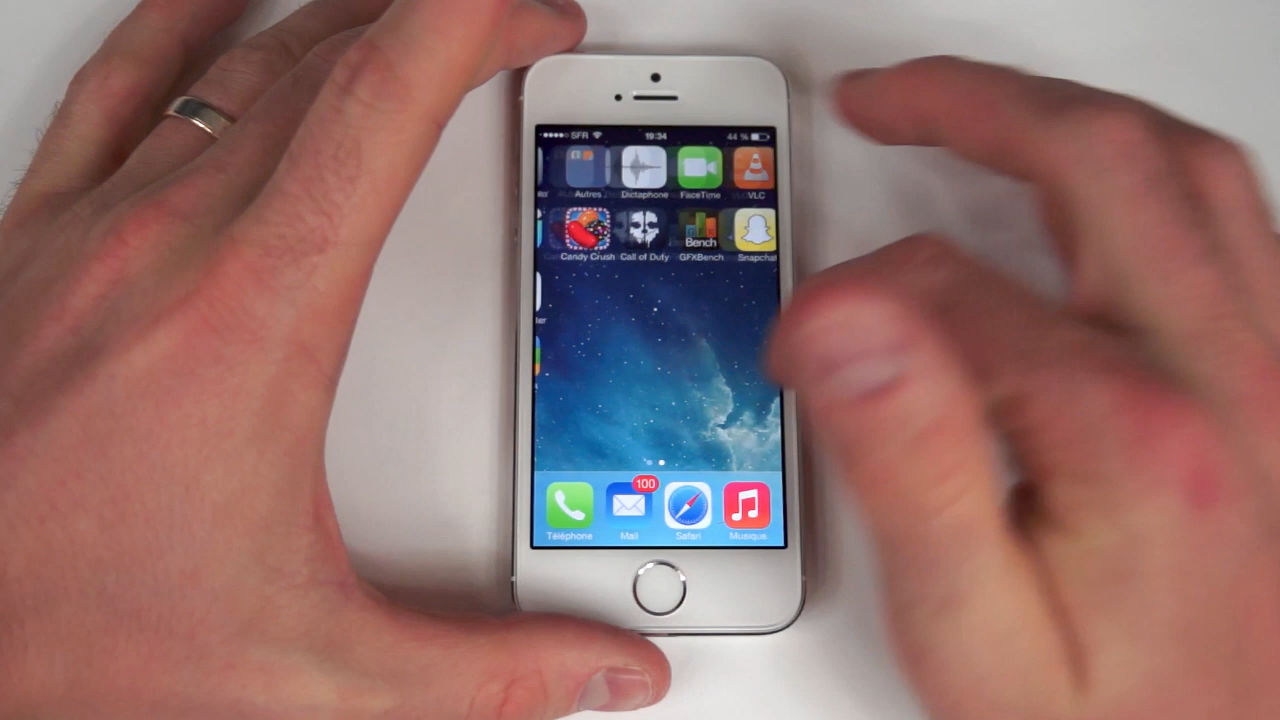 SFR 19:34 44 %
Autres Dictaphone FaceTime VLC
Bench
Candy Crush Call of Duty GFXBench Snapchat
100
Téléphone Mail Safari Musique